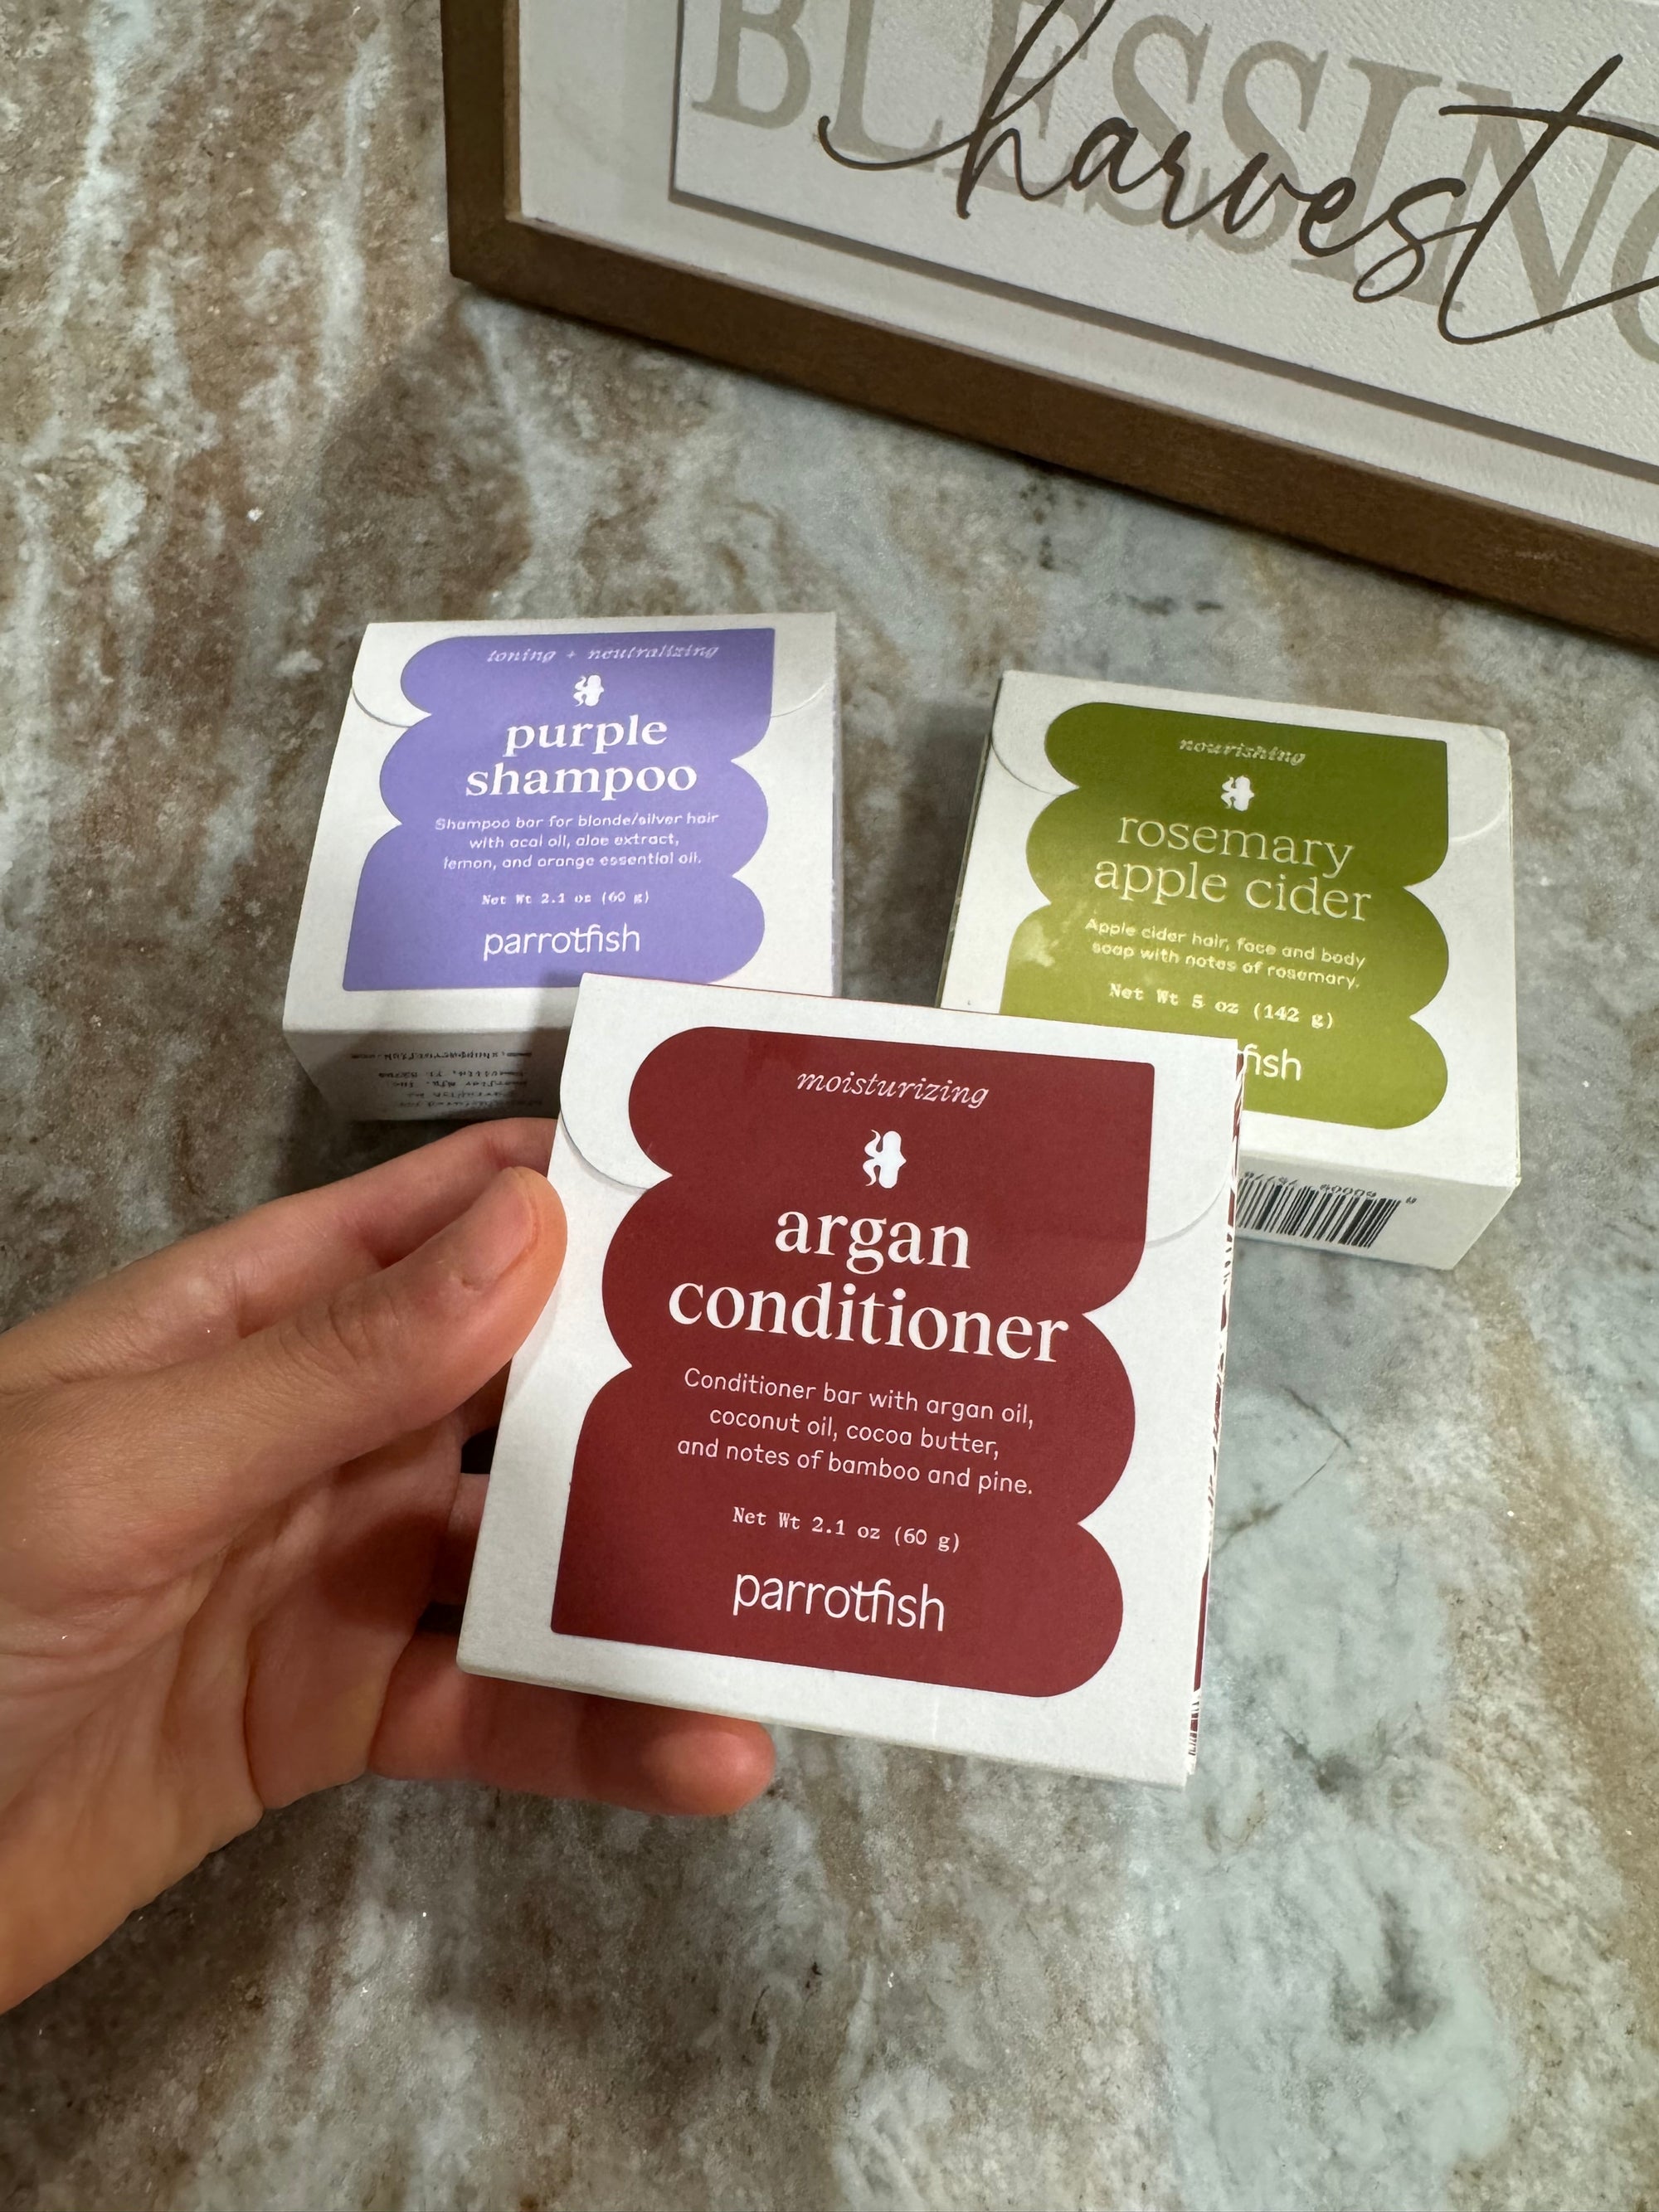 BLESSING
harvest
toning + neutralizing
purple
shampoo
Shampoo bar for blonde/silver hair
with acai oil, aloe extract,
lemon, and orange essential oil.
Net Wt 2.1 oz (60 g)
parrotfish
nourishing
rosemary
apple cider
Apple cider hair, face and body
soap with notes of rosemary.
Net Wt 5 oz (142 g)
fish
moisturizing
argan
conditioner
Conditioner bar with argan oil,
coconut oil, cocoa butter,
and notes of bamboo and pine.
Net Wt 2.1 oz (60 g)
parrotfish